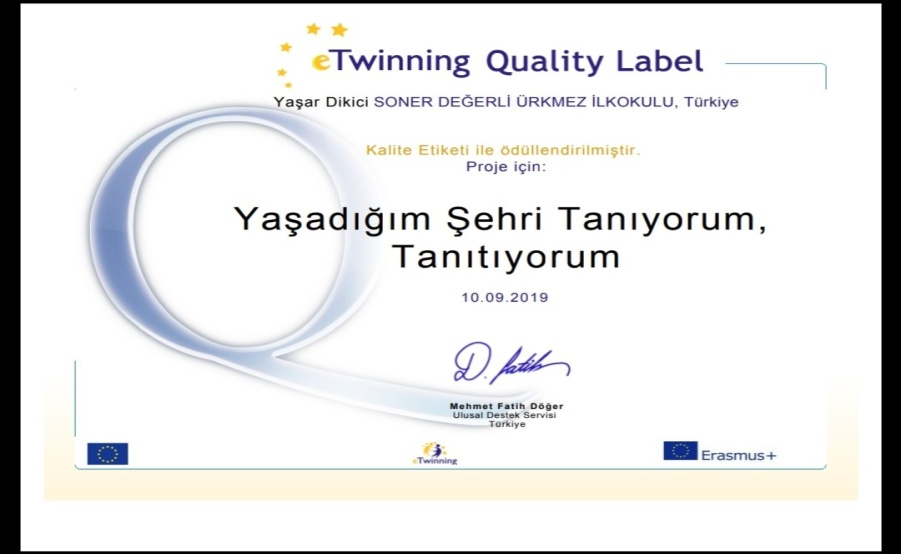 eTwinning Quality Label
Yaşar Dikici SONER DEĞERLİ ÜRKMEZ İLKOKULU, Türkiye
Kalite Etiketi ile ödüllendirilmiştir.
Proje için:
Yaşadığım Şehri Tanıyorum,
Tanıtıyorum
10.09.2019
D. fatih
Mehmet Fatih Döğer
Ulusal Destek Servisi
Türkiye
eTwinning
Erasmus+